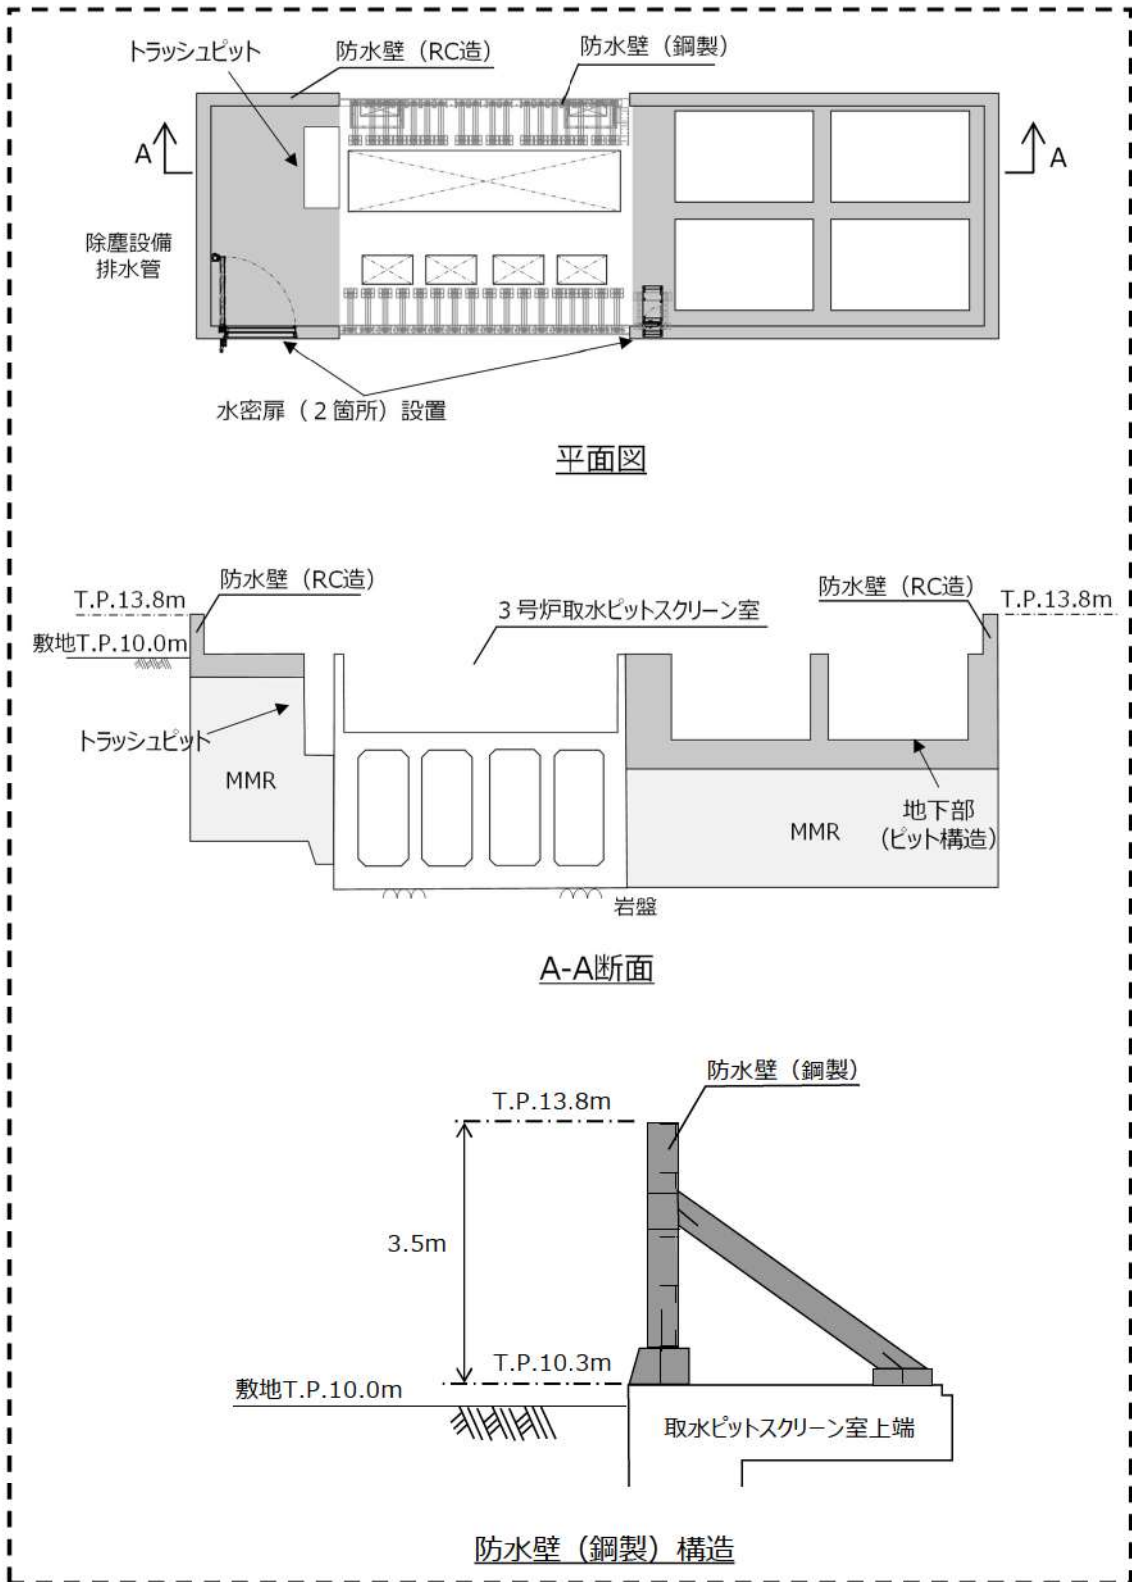 トラッシュピット
防水壁（RC造）
防水壁（鋼製）
A
A
除塵設備
排水管
水密扉（２箇所）設置
平面図
防水壁（RC造）
T.P.13.8m
３号炉取水ピットスクリーン室
防水壁（RC造）
T.P.13.8m
敷地T.P.10.0m
トラッシュピット
MMR
MMR
地下部
（ピット構造）
岩盤
A-A断面
防水壁（鋼製）
T.P.13.8m
3.5m
T.P.10.3m
敷地T.P.10.0m
取水ピットスクリーン室上端
防水壁（鋼製）構造